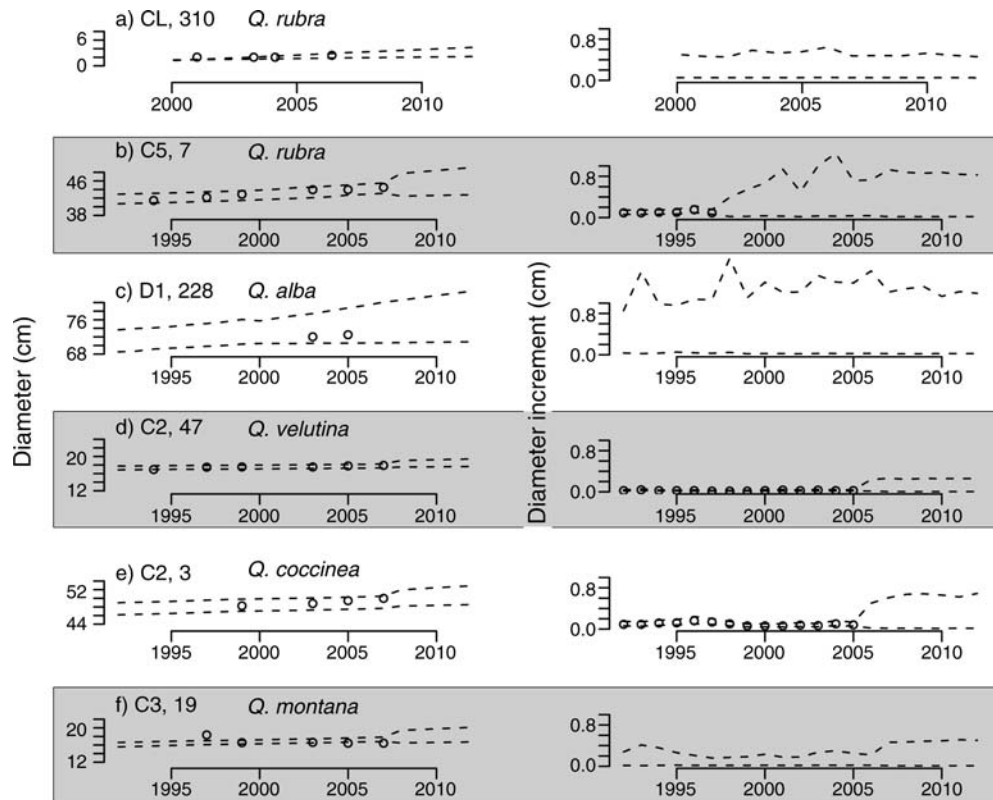 a) CL, 310 Q. rubra
6
0
0.8
0.0
2000 2005 2010
2000 2005 2010
b) C5, 7 Q. rubra
46
38
0.8
0.0
1995 2000 2005 2010
1995 2000 2005 2010
c) D1, 228 Q. alba
76
68
0.8
0.0
1995 2000 2005 2010
1995 2000 2005 2010
Diameter (cm)
Diameter increment (cm)
d) C2, 47 Q. velutina
20
12
0.8
0.0
1995 2000 2005 2010
1995 2000 2005 2010
e) C2, 3 Q. coccinea
52
44
0.8
0.0
1995 2000 2005 2010
1995 2000 2005 2010
f) C3, 19 Q. montana
20
12
0.8
0.0
1995 2000 2005 2010
1995 2000 2005 2010